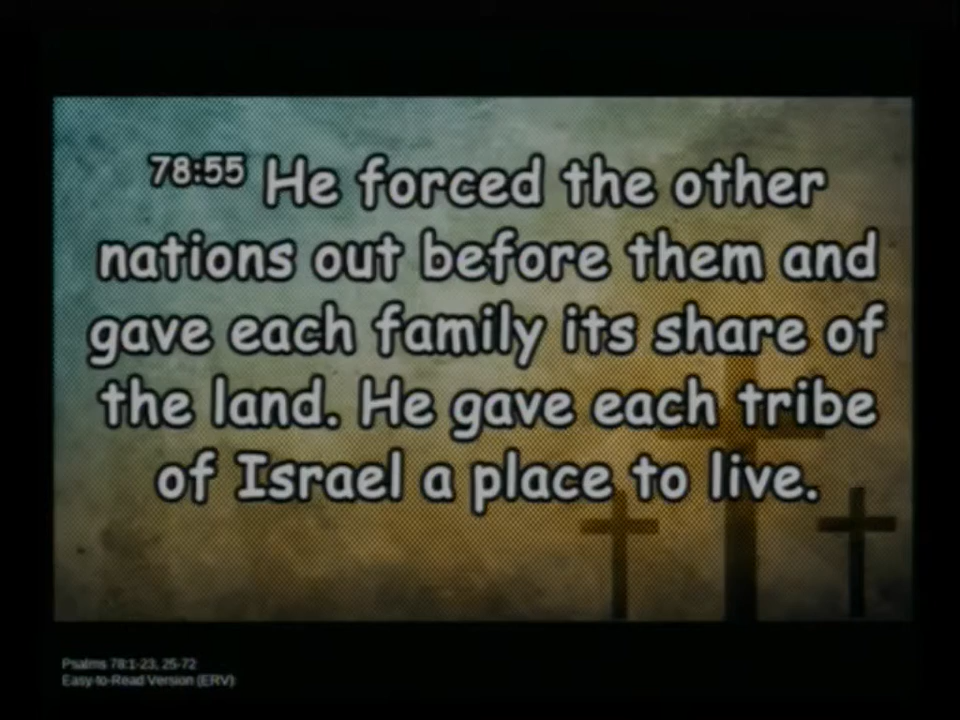 78:55 He forced the other
nations out before them and
gave each family its share of
the land. He gave each tribe
of Israel a place to live.
Psalms 78:1-23, 25-72
Easy-to-Read Version (ERV)